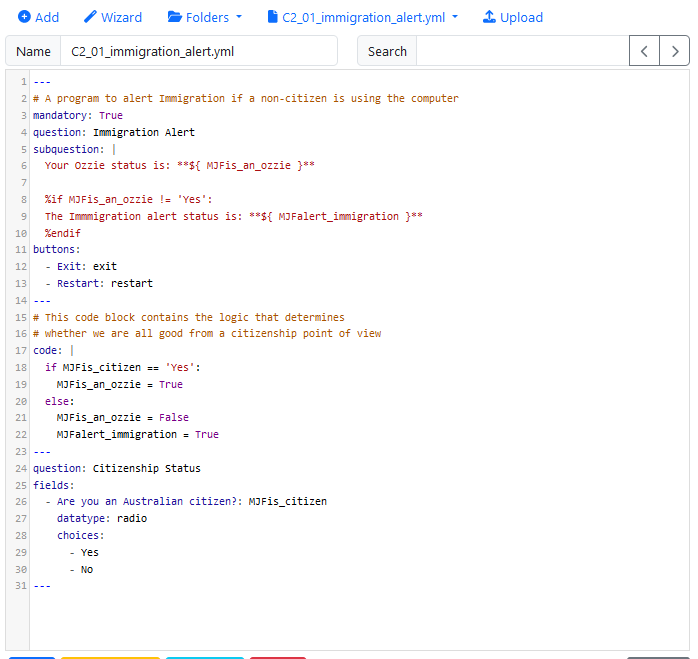 Add Wizard Folders C2_01_immigration_alert.yml Upload
Name C2_01_immigration_alert.yml Search
1 ---
2 # A program to alert Immigration if a non-citizen is using the computer
3 mandatory: True
4 question: Immigration Alert
5 subquestion: |
6   Your Ozzie status is: **${ MJFis_an_ozzie }**
7
8   %if MJFis_an_ozzie != 'Yes':
9   The Immmigration alert status is: **${ MJFalert_immigration }**
10   %endif
11 buttons:
12   - Exit: exit
13   - Restart: restart
14 ---
15 # This code block contains the logic that determines
16 # whether we are all good from a citizenship point of view
17 code: |
18   if MJFis_citizen == 'Yes':
19     MJFis_an_ozzie = True
20   else:
21     MJFis_an_ozzie = False
22     MJFalert_immigration = True
23 ---
24 question: Citizenship Status
25 fields:
26   - Are you an Australian citizen?: MJFis_citizen
27     datatype: radio
28     choices:
29       - Yes
30       - No
31 ---